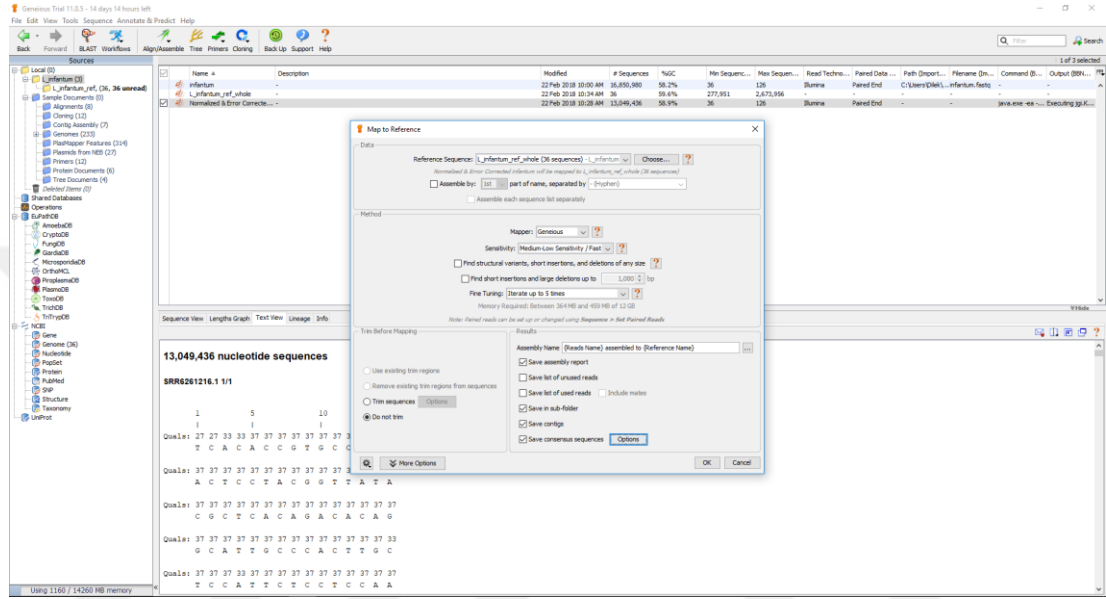 Geneious Trial 11.0.5 - 14 days 14 hours left
File Edit View Tools Sequence Annotate & Predict Help
Back Forward BLAST Workflows Align/Assemble Tree Primers Cloning Back Up Support Help
Filter Search
Sources 1 of 3 selected
Local (0)
L_infantum (3)
L_infantum_ref, (36, 36 unread)
Sample Documents (0)
Alignments (8)
Cloning (12)
Contig Assembly (7)
Genomes (233)
PlasMapper Features (314)
Plasmids from NEB (27)
Primers (12)
Protein Documents (6)
Tree Documents (4)
Deleted Items (0)
Shared Databases
Operations
EuPathDB
AmoebaDB
CryptoDB
FungiDB
GiardiaDB
MicrosporidiaDB
OrthoMCL
PiroplasmaDB
PlasmoDB
ToxoDB
TrichDB
TriTrypDB
NCBI
Gene
Genome (36)
Nucleotide
PopSet
Protein
PubMed
SNP
Structure
Taxonomy
UniProt
Using 1160 / 14260 MB memory
Name Description Modified # Sequences %GC Min Sequenc... Max Sequen... Read Techno... Paired Data ... Path (Import... Filename (Im... Command (B... Output (BBN...
infantum - 22 Feb 2018 10:00 AM 16,850,980 58.2% 36 126 Illumina Paired End C:\Users\Dilek\... infantum.fastq - -
L_infantum_ref_whole - 22 Feb 2018 10:34 AM 36 59.6% 277,951 2,673,956 - - - - - -
Normalized & Error Correcte... - 22 Feb 2018 10:28 AM 13,049,436 58.9% 36 126 Illumina Paired End - - java.exe -ea -... Executing jgi.K...
Map to Reference
Data
Reference Sequence: L_infantum_ref_whole (36 sequences) - L_infantum Choose... ?
Normalized & Error Corrected infantum will be mapped to L_infantum_ref_whole (36 sequences)
Assemble by: 1st part of name, separated by - (Hyphen)
Assemble each sequence list separately
Method
Mapper: Geneious ?
Sensitivity: Medium-Low Sensitivity / Fast ?
Find structural variants, short insertions, and deletions of any size ?
Find short insertions and large deletions up to 1,000 bp
Fine Tuning: Iterate up to 5 times ?
Memory Required: Between 364 MB and 459 MB of 12 GB
Note: Paired reads can be set up or changed using Sequence > Set Paired Reads
Trim Before Mapping
Use existing trim regions
Remove existing trim regions from sequences
Trim sequences Options
Do not trim
Results
Assembly Name {Reads Name} assembled to {Reference Name} ...
Save assembly report
Save list of unused reads
Save list of used reads Include mates
Save in sub-folder
Save contigs
Save consensus sequences Options
More Options OK Cancel
Hide
Sequence View Lengths Graph Text View Lineage Info
13,049,436 nucleotide sequences
SRR6261216.1 1/1
1 5 10
Quals: 27 27 33 33 37 37 37 37 37 37 37 3
T C A C A C C G T G C C
Quals: 37 37 37 37 37 37 37 37 37 37 37 3
A C T C C T A C G G T T A T A
Quals: 37 37 37 37 37 37 37 37 37 37 37 37 37 37 37
C G C T C A C A G A C A C A G
Quals: 37 37 37 37 37 37 37 37 37 37 37 37 37 37 33
G C A T T G C C C A C T T G C
Quals: 37 37 37 33 37 37 37 37 37 37 37 37 37 37 37
T C C A T T C T C C T C C A A